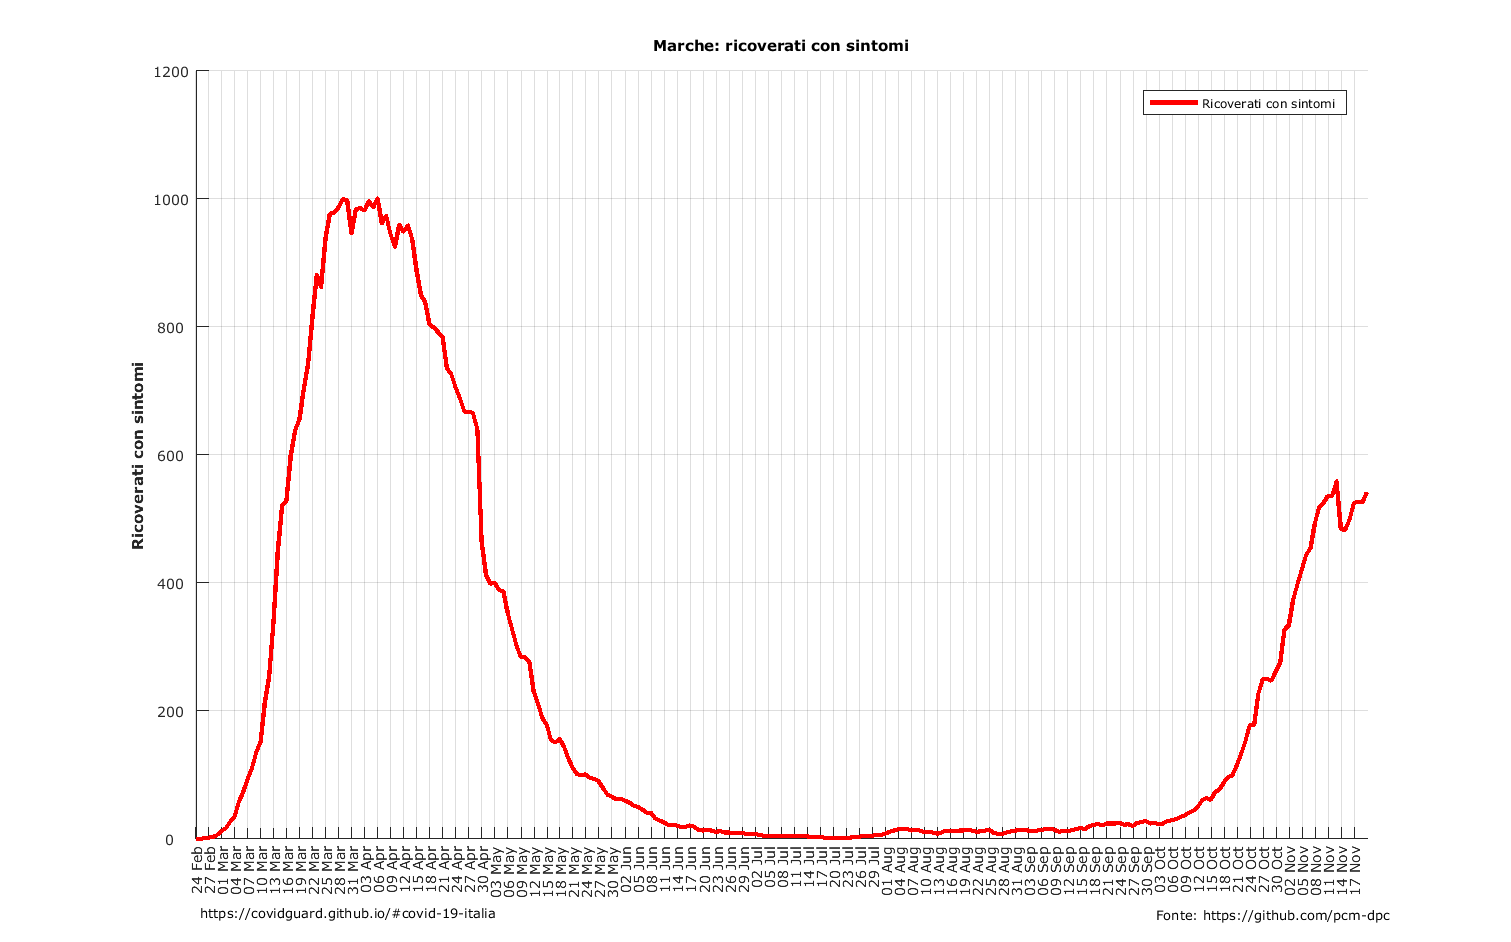 Marche: ricoverati con sintomi
Ricoverati con sintomi
Ricoverati con sintomi
1200
1000
800
600
400
200
0
24 Feb
27 Feb
01 Mar
04 Mar
07 Mar
10 Mar
13 Mar
16 Mar
19 Mar
22 Mar
25 Mar
28 Mar
31 Mar
03 Apr
06 Apr
09 Apr
12 Apr
15 Apr
18 Apr
21 Apr
24 Apr
27 Apr
30 Apr
03 May
06 May
09 May
12 May
15 May
18 May
21 May
24 May
27 May
30 May
02 Jun
05 Jun
08 Jun
11 Jun
14 Jun
17 Jun
20 Jun
23 Jun
26 Jun
29 Jun
02 Jul
05 Jul
08 Jul
11 Jul
14 Jul
17 Jul
20 Jul
23 Jul
26 Jul
29 Jul
01 Aug
04 Aug
07 Aug
10 Aug
13 Aug
16 Aug
19 Aug
22 Aug
25 Aug
28 Aug
31 Aug
03 Sep
06 Sep
09 Sep
12 Sep
15 Sep
18 Sep
21 Sep
24 Sep
27 Sep
30 Sep
03 Oct
06 Oct
09 Oct
12 Oct
15 Oct
18 Oct
21 Oct
24 Oct
27 Oct
30 Oct
02 Nov
05 Nov
08 Nov
11 Nov
14 Nov
17 Nov
https://covidguard.github.io/#covid-19-italia
Fonte: https://github.com/pcm-dpc